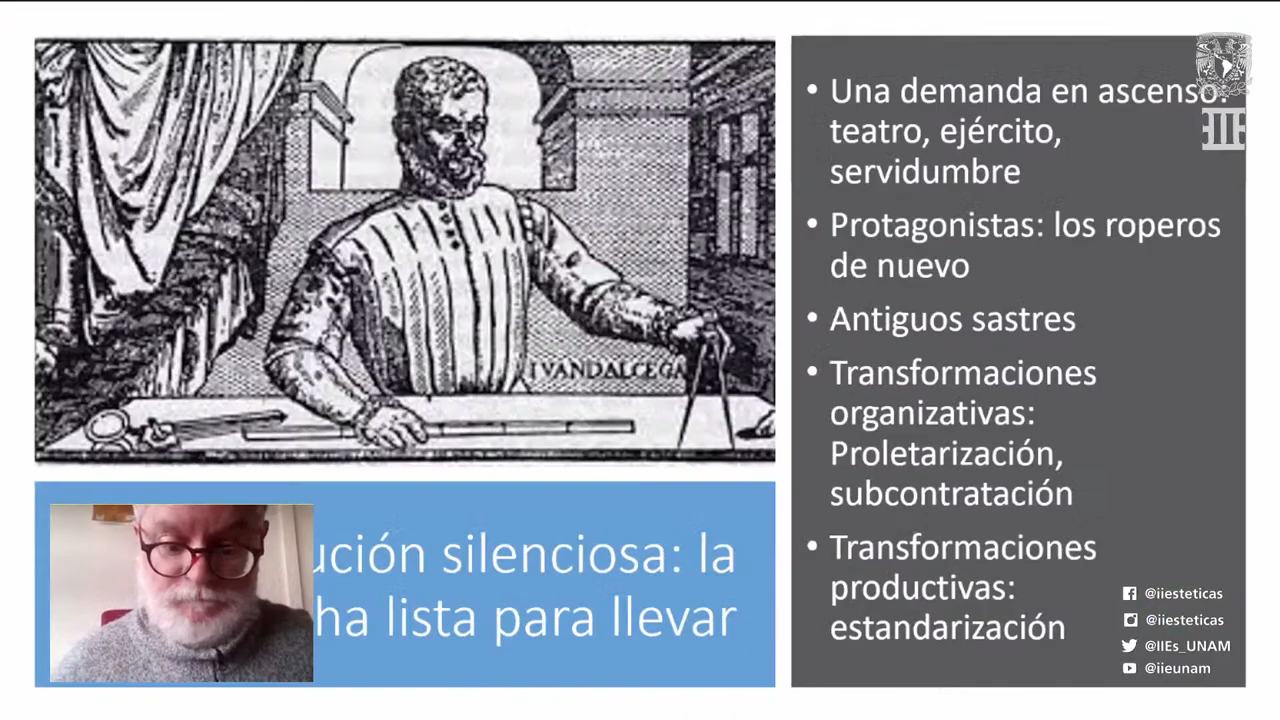 IVANDALCEGA
ución silenciosa: la
ha lista para llevar
• Una demanda en ascenso:
teatro, ejército,
servidumbre
• Protagonistas: los roperos
de nuevo
• Antiguos sastres
• Transformaciones
organizativas:
Proletarización,
subcontratación
• Transformaciones
productivas:
estandarización
@iiesteticas
@iiesteticas
@IIEs_UNAM
@iieunam